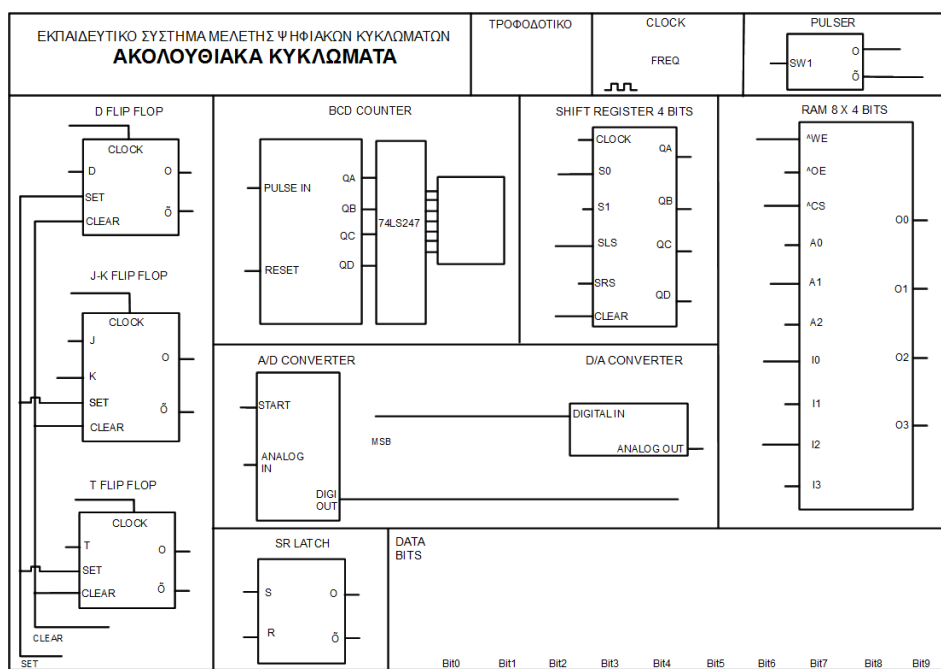 ΕΚΠΑΙΔΕΥΤΙΚΟ ΣΥΣΤΗΜΑ ΜΕΛΕΤΗΣ ΨΗΦΙΑΚΩΝ ΚΥΚΛΩΜΑΤΩΝ
ΑΚΟΛΟΥΘΙΑΚΑ ΚΥΚΛΩΜΑΤΑ
ΤΡΟΦΟΔΟΤΙΚΟ
CLOCK
FREQ
PULSER
SW1
O
Õ
D FLIP FLOP
CLOCK
D
O
SET
Õ
CLEAR
J-K FLIP FLOP
CLOCK
J
O
K
SET
Õ
CLEAR
T FLIP FLOP
CLOCK
T
O
SET
Õ
CLEAR
CLEAR
SET
BCD COUNTER
PULSE IN
RESET
QA
QB
QC
QD
74LS247
SHIFT REGISTER 4 BITS
CLOCK
S0
S1
SLS
SRS
CLEAR
QA
QB
QC
QD
RAM 8 X 4 BITS
^WE
^OE
^CS
A0
A1
A2
I0
I1
I2
I3
O0
O1
O2
O3
A/D CONVERTER
START
ANALOG
IN
DIGI
OUT
MSB
D/A CONVERTER
DIGITAL IN
ANALOG OUT
SR LATCH
S
R
O
Õ
DATA
BITS
Bit0 Bit1 Bit2 Bit3 Bit4 Bit5 Bit6 Bit7 Bit8 Bit9